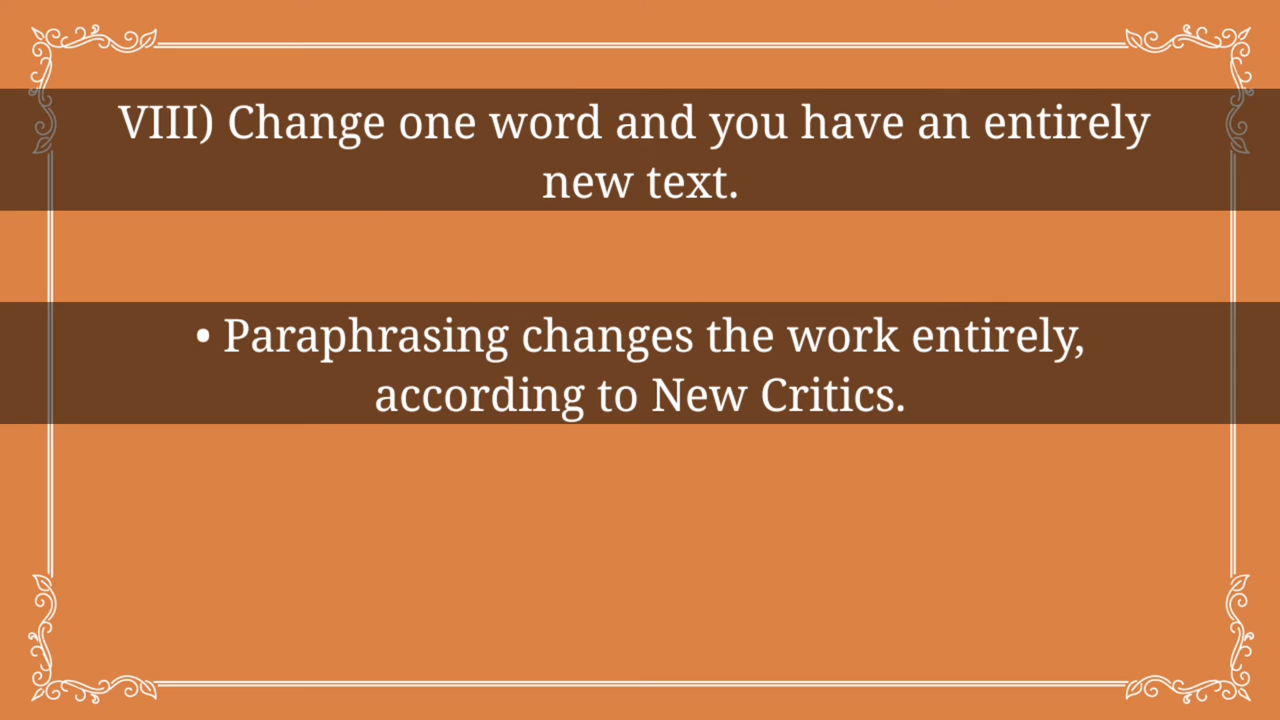 VIII) Change one word and you have an entirely
new text.
• Paraphrasing changes the work entirely,
according to New Critics.